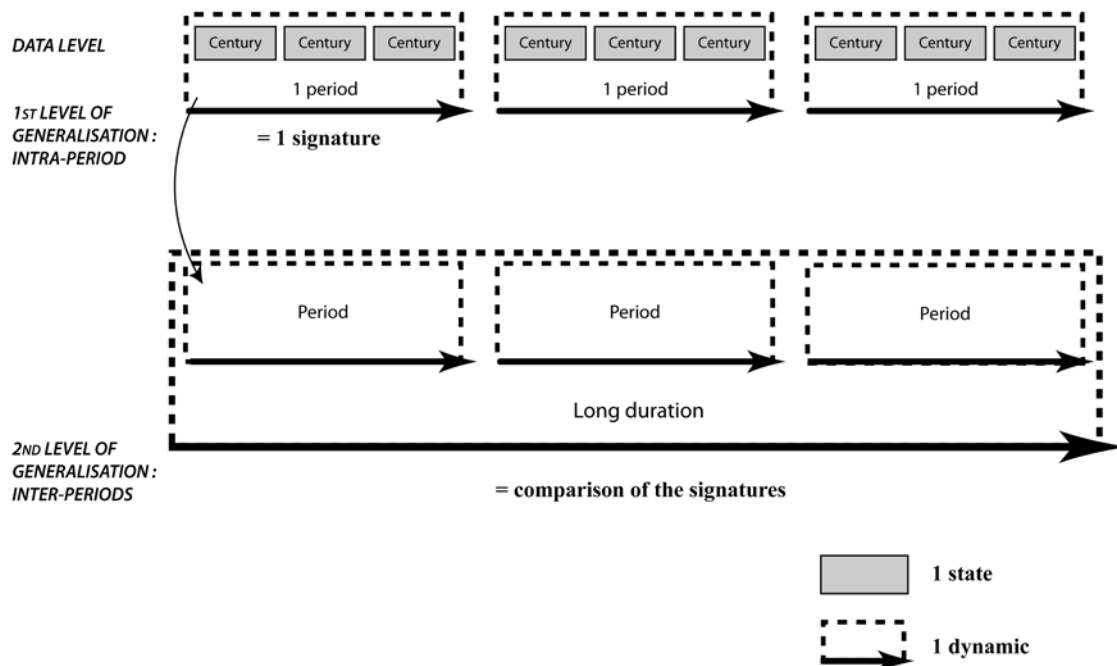 DATA LEVEL
Century Century Century Century Century Century Century Century Century
1 period 1 period 1 period
1ST LEVEL OF
GENERALISATION :
INTRA-PERIOD
= 1 signature
Period Period Period
Long duration
2ND LEVEL OF
GENERALISATION :
INTER-PERIODS
= comparison of the signatures
1 state
1 dynamic